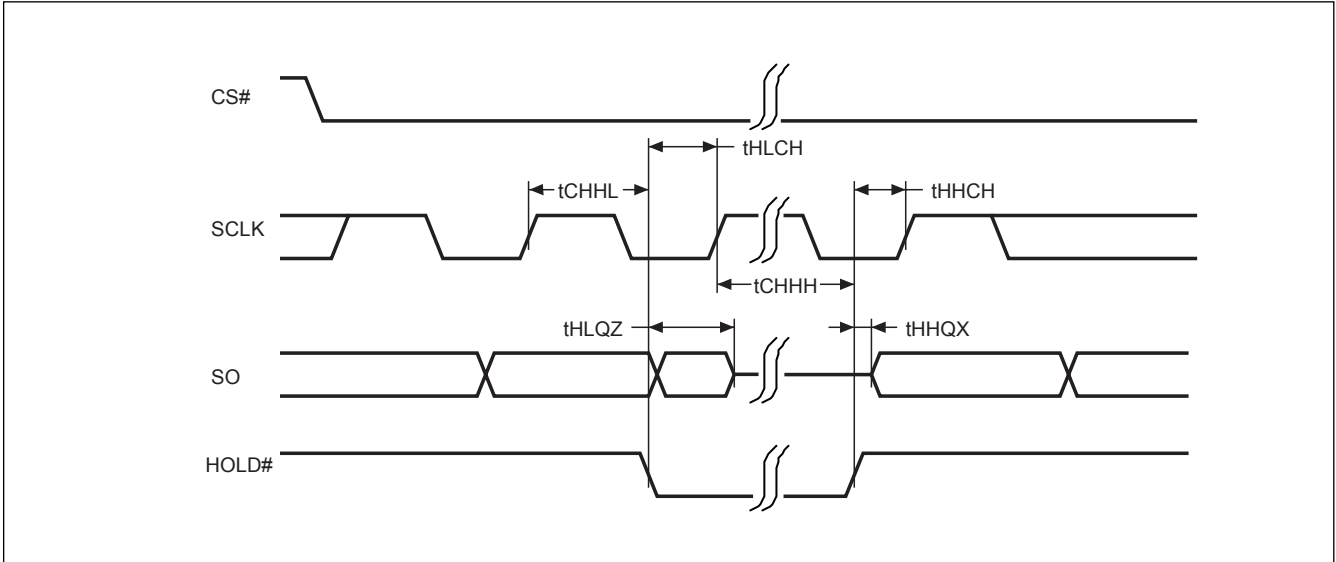 CS#
tHLCH
tCHHL
tHHCH
SCLK
tCHHH
tHLQZ
tHHQX
SO
HOLD#